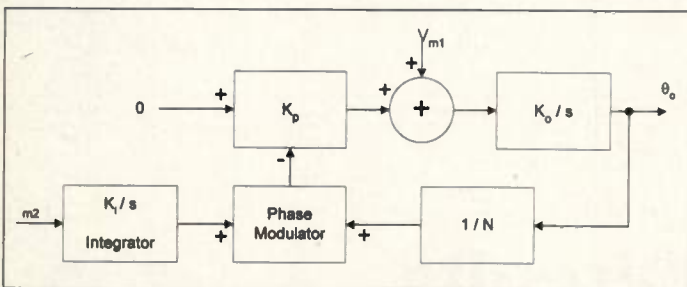 V m1
+
+
+
+
0
K p
K o / s
θ o
-
m2
K i / s
Integrator
+
Phase
Modulator
+
1 / N